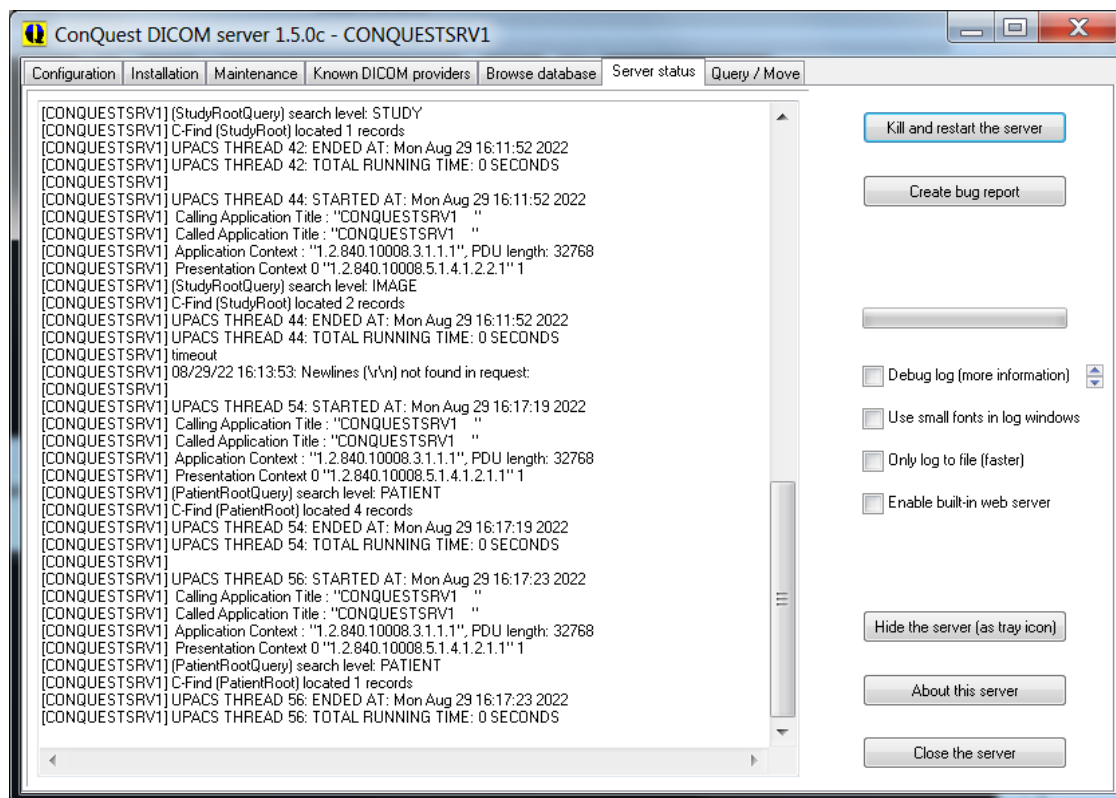 ConQuest DICOM server 1.5.0c - CONQUESTSRV1
Configuration Installation Maintenance Known DICOM providers Browse database Server status Query / Move
[CONQUESTSRV1] (StudyRootQuery) search level: STUDY
[CONQUESTSRV1] C-Find (StudyRoot) located 1 records
[CONQUESTSRV1] UPACS THREAD 42: ENDED AT: Mon Aug 29 16:11:52 2022
[CONQUESTSRV1] UPACS THREAD 42: TOTAL RUNNING TIME: 0 SECONDS
[CONQUESTSRV1]
[CONQUESTSRV1] UPACS THREAD 44: STARTED AT: Mon Aug 29 16:11:52 2022
[CONQUESTSRV1] Calling Application Title : "CONQUESTSRV1    "
[CONQUESTSRV1] Called Application Title : "CONQUESTSRV1    "
[CONQUESTSRV1] Application Context : "1.2.840.10008.3.1.1.1", PDU length: 32768
[CONQUESTSRV1] Presentation Context 0 "1.2.840.10008.5.1.4.1.2.2.1" 1
[CONQUESTSRV1] (StudyRootQuery) search level: IMAGE
[CONQUESTSRV1] C-Find (StudyRoot) located 2 records
[CONQUESTSRV1] UPACS THREAD 44: ENDED AT: Mon Aug 29 16:11:52 2022
[CONQUESTSRV1] UPACS THREAD 44: TOTAL RUNNING TIME: 0 SECONDS
[CONQUESTSRV1] timeout
[CONQUESTSRV1] 08/29/22 16:13:53: Newlines (\r\n) not found in request:
[CONQUESTSRV1]
[CONQUESTSRV1] UPACS THREAD 54: STARTED AT: Mon Aug 29 16:17:19 2022
[CONQUESTSRV1] Calling Application Title : "CONQUESTSRV1    "
[CONQUESTSRV1] Called Application Title : "CONQUESTSRV1    "
[CONQUESTSRV1] Application Context : "1.2.840.10008.3.1.1.1", PDU length: 32768
[CONQUESTSRV1] Presentation Context 0 "1.2.840.10008.5.1.4.1.2.1.1" 1
[CONQUESTSRV1] (PatientRootQuery) search level: PATIENT
[CONQUESTSRV1] C-Find (PatientRoot) located 4 records
[CONQUESTSRV1] UPACS THREAD 54: ENDED AT: Mon Aug 29 16:17:19 2022
[CONQUESTSRV1] UPACS THREAD 54: TOTAL RUNNING TIME: 0 SECONDS
[CONQUESTSRV1]
[CONQUESTSRV1] UPACS THREAD 56: STARTED AT: Mon Aug 29 16:17:23 2022
[CONQUESTSRV1] Calling Application Title : "CONQUESTSRV1    "
[CONQUESTSRV1] Called Application Title : "CONQUESTSRV1    "
[CONQUESTSRV1] Application Context : "1.2.840.10008.3.1.1.1", PDU length: 32768
[CONQUESTSRV1] Presentation Context 0 "1.2.840.10008.5.1.4.1.2.1.1" 1
[CONQUESTSRV1] (PatientRootQuery) search level: PATIENT
[CONQUESTSRV1] C-Find (PatientRoot) located 1 records
[CONQUESTSRV1] UPACS THREAD 56: ENDED AT: Mon Aug 29 16:17:23 2022
[CONQUESTSRV1] UPACS THREAD 56: TOTAL RUNNING TIME: 0 SECONDS
Kill and restart the server
Create bug report
Debug log (more information)
Use small fonts in log windows
Only log to file (faster)
Enable built-in web server
Hide the server (as tray icon)
About this server
Close the server